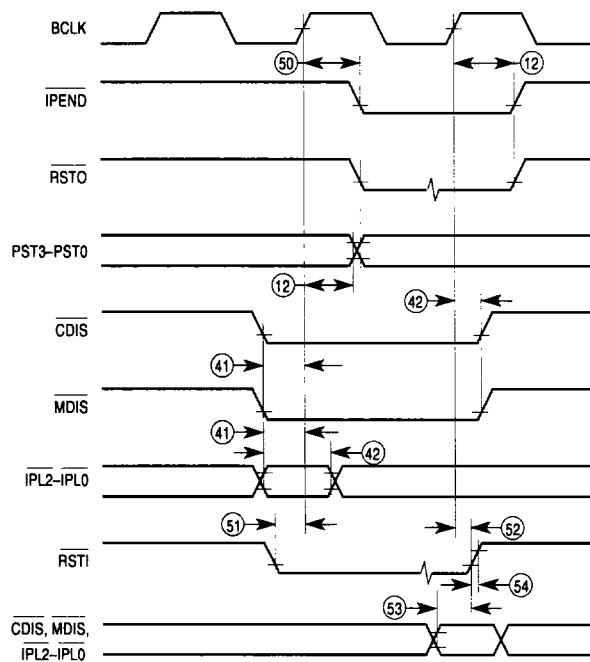 BCLK
50
12
IPEND
RSTO
PST3–PST0
12
42
CDIS
41
MDIS
41
42
IPL2–IPL0
51
52
RSTI
54
53
CDIS, MDIS,
IPL2–IPL0